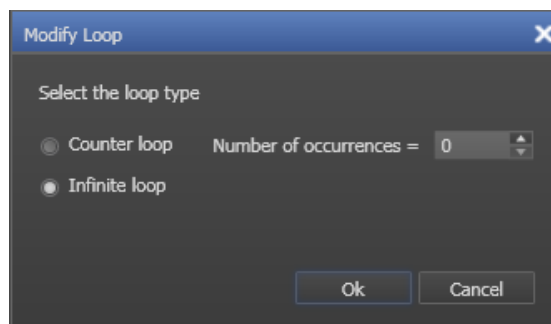 Modify Loop
Select the loop type
Counter loop Number of occurrences = 0
Infinite loop
Ok Cancel